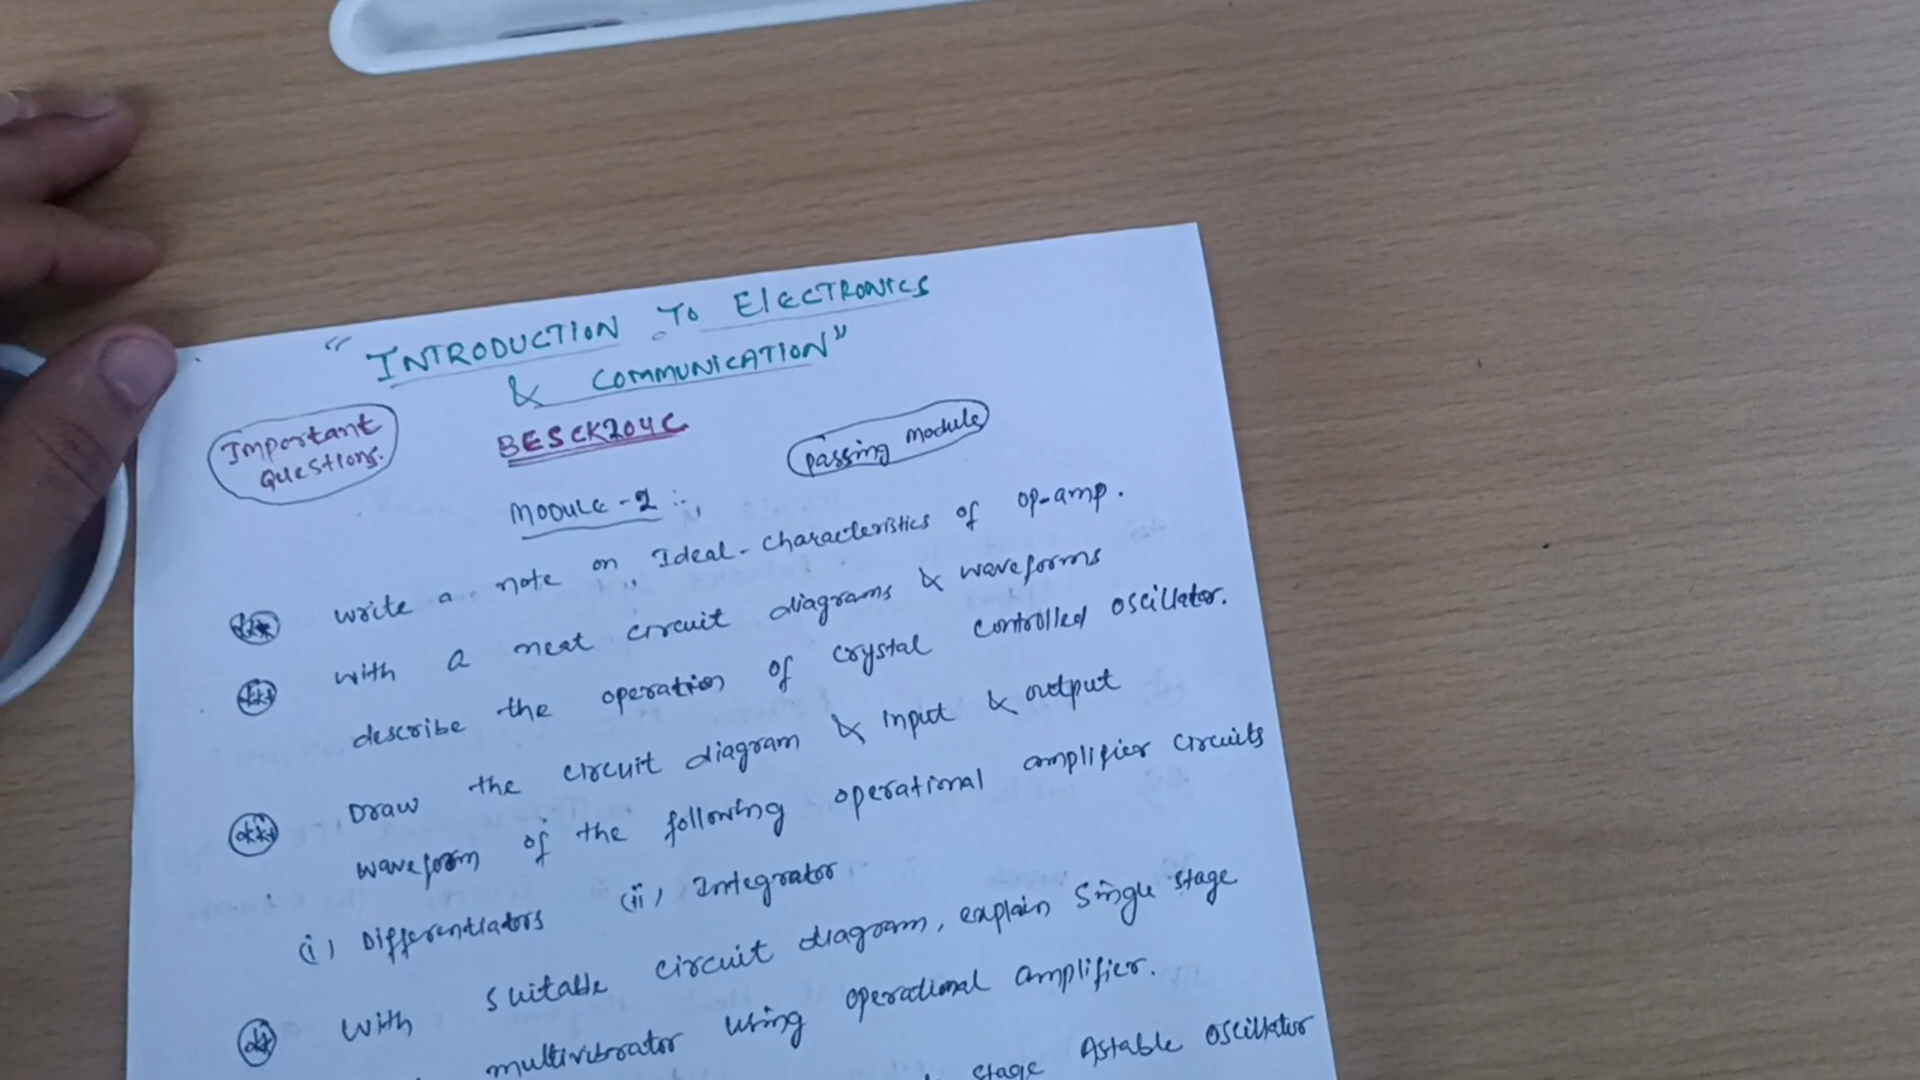 "INTRODUCTION TO ElECTRONICS
& COMMUNICATION"
Important
Questions.
BESCK204C
passing module
MODULE-2 :-
write a note on Ideal-characteristics of op-amp.
with a neat circuit diagrams & waveforms
describe the operation of crystal controlled oscillator.
Draw the circuit diagram & input & output
waveform of the following operational amplifier circuits
(i) Differentiators (ii) Integrator
with suitable circuit diagram, explain single stage
multivibrator using operational amplifier.
stage Astable oscillator